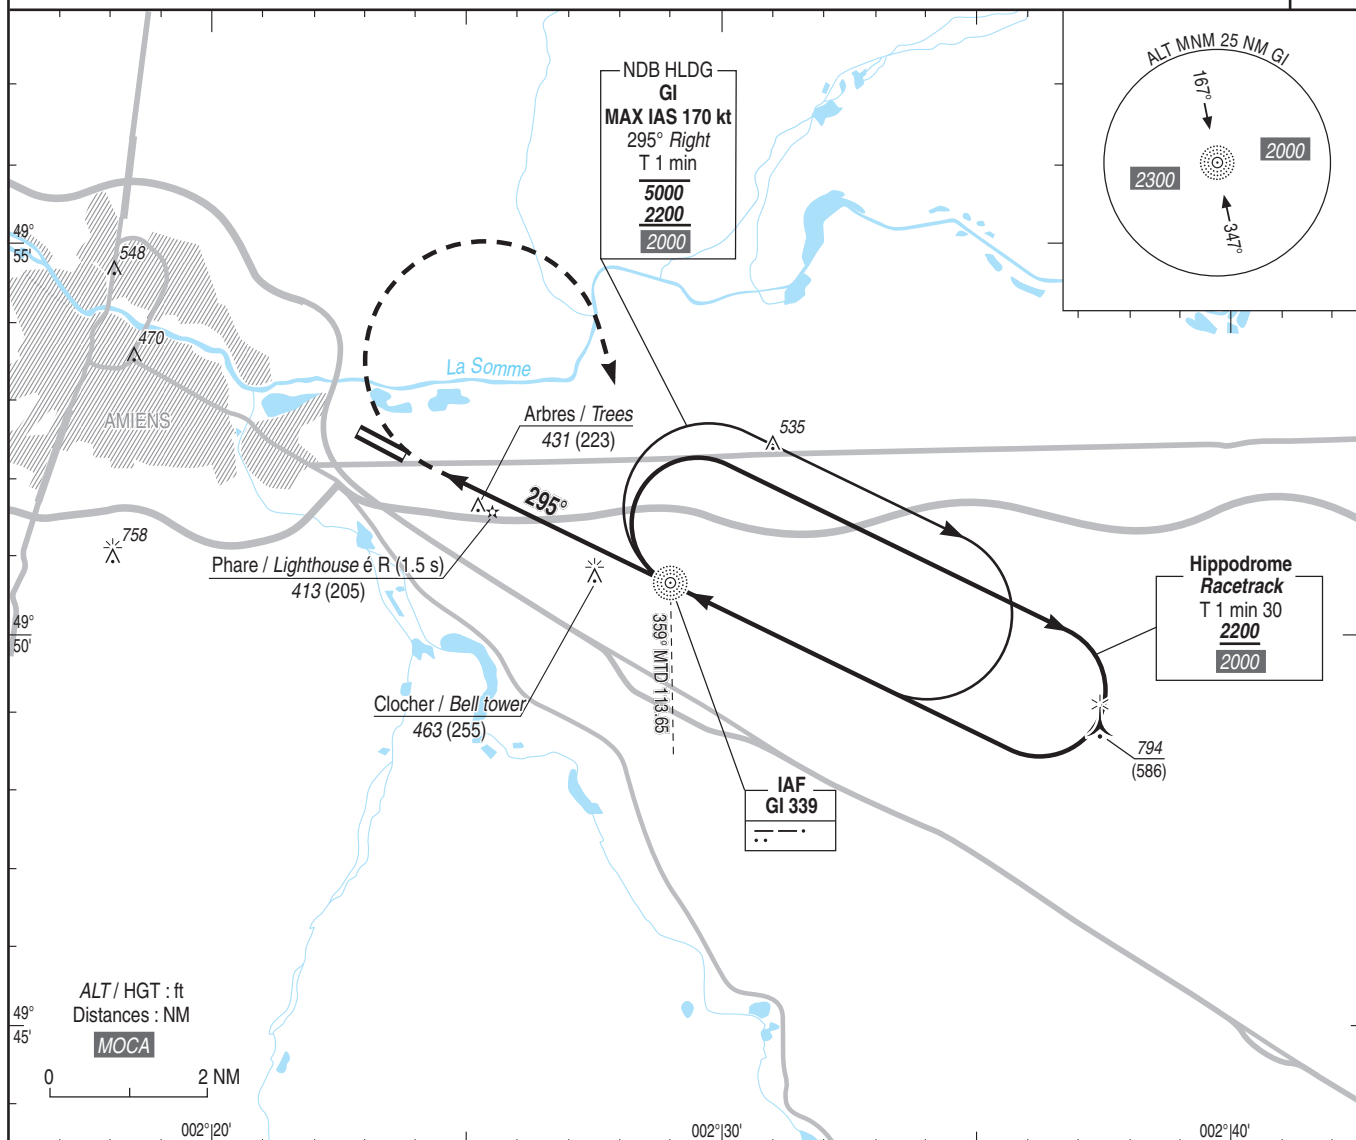 NDB HLDG
GI
MAX IAS 170 kt
295° Right
T 1 min
5000
2200
2000
ALT MNM 25 NM GI
167°
2000
2300
347°
49°
55'
548
470
La Somme
AMIENS
Arbres / Trees
431 (223)
535
295°
758
Phare / Lighthouse é R (1.5 s)
413 (205)
Hippodrome
Racetrack
T 1 min 30
2200
2000
49°
50'
359° MTD 113.65
Clocher / Bell tower
463 (255)
794
(586)
IAF
GI 339
ALT / HGT : ft
Distances : NM
MOCA
0 2 NM
49°
45'
002°20' 002°30' 002°40'